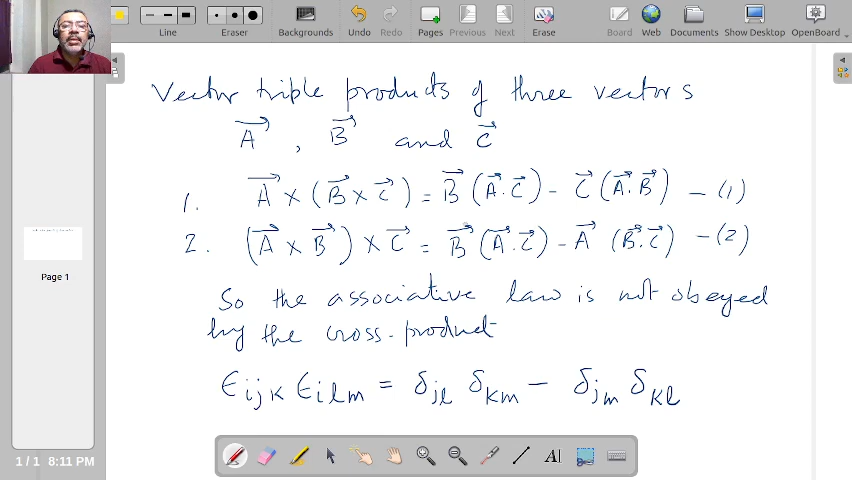 Line
Eraser
Backgrounds
Undo
Redo
Pages
Previous
Next
Erase
Board
Web
Documents
Show Desktop
OpenBoard
Vector triple products of three vectors
A⃗ , B⃗ and C⃗
1. A⃗ × (B⃗ × C⃗) = B⃗ (A⃗ · C⃗) − C⃗ (A⃗ · B⃗) − (1)
2. (A⃗ × B⃗) × C⃗ = B⃗ (A⃗ · C⃗) − A⃗ (B⃗ · C⃗) − (2)
So the associative law is not obeyed
by the cross-product
ϵijk ϵilm = δjl δkm − δjm δkl
Page 1
1 / 1 8:11 PM